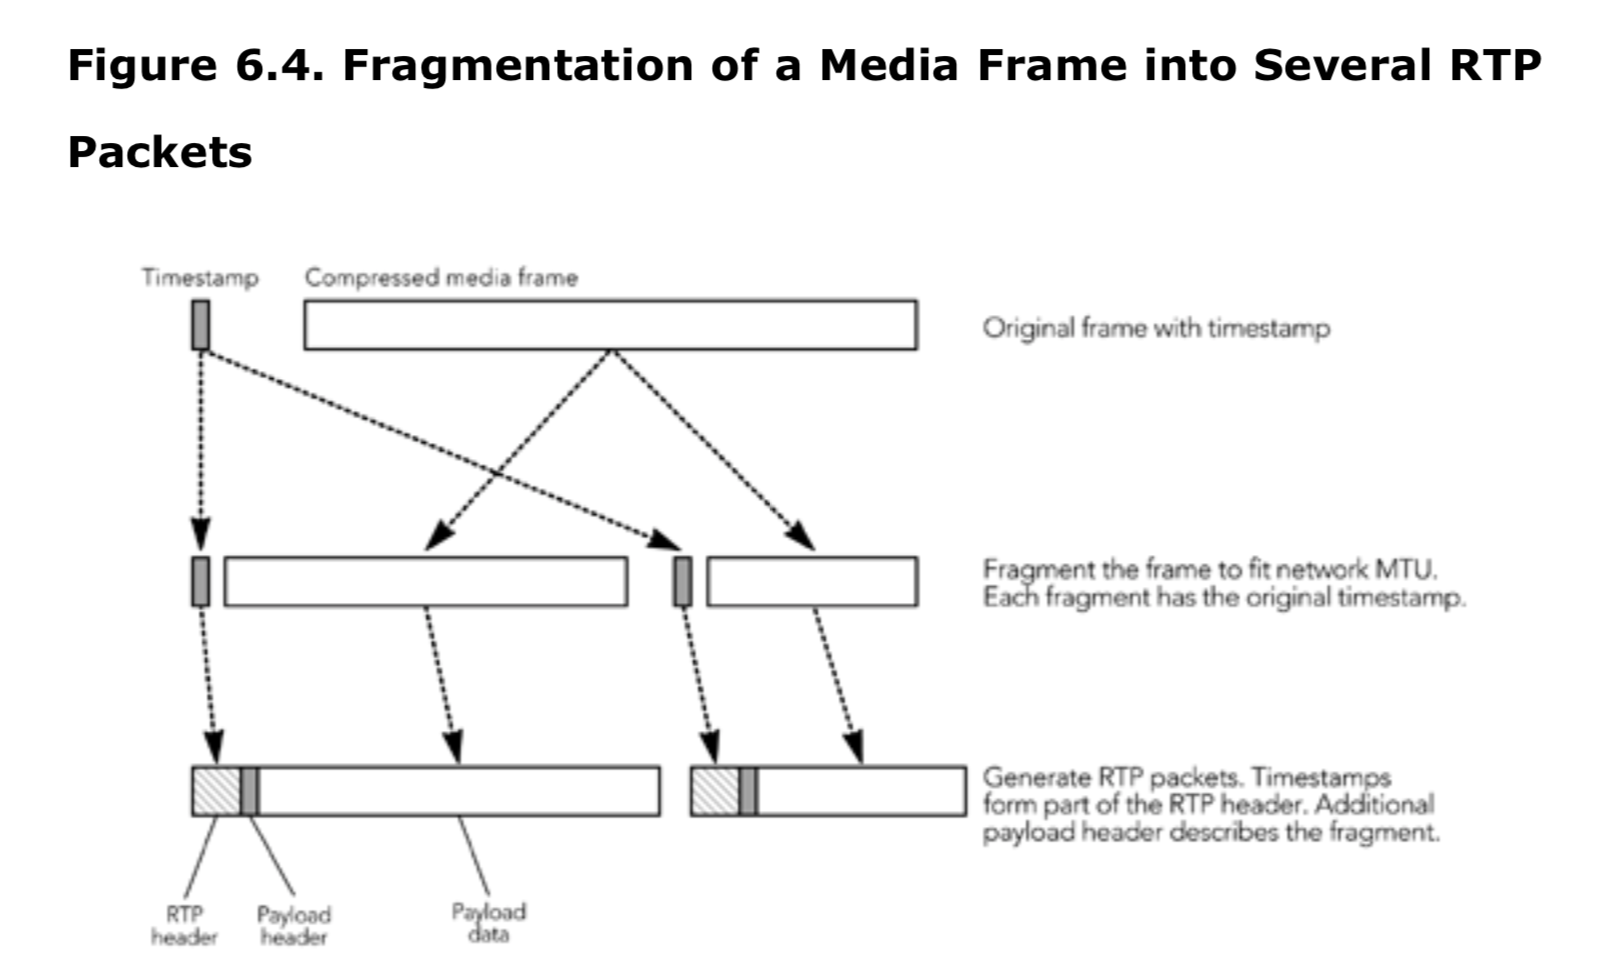 Figure 6.4. Fragmentation of a Media Frame into Several RTP
Packets
Timestamp
Compressed media frame
Original frame with timestamp
Fragment the frame to fit network MTU.
Each fragment has the original timestamp.
Generate RTP packets. Timestamps
form part of the RTP header. Additional
payload header describes the fragment.
RTP
header
Payload
header
Payload
data